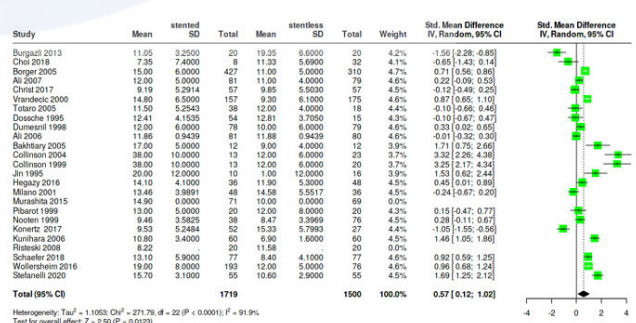 stented stentless Std. Mean Difference Std. Mean Difference
Study Mean SD Total Mean SD Total Weight IV, Random, 95% CI IV, Random, 95% CI
Burgazli 2013 11.05 3.2500 20 19.35 6.6000 20 4.2% -1.56 [-2.28; -0.85]
Choi 2018 7.35 7.4000 8 11.33 5.6900 32 4.1% -0.65 [-1.43; 0.14]
Borger 2005 15.00 6.0000 427 11.00 5.0000 310 4.8% 0.71 [0.56; 0.86]
Ali 2007 12.00 5.0000 81 11.00 4.0000 79 4.7% 0.22 [-0.09; 0.53]
Christ 2017 9.19 5.2914 57 9.85 5.5030 57 4.6% -0.12 [-0.49; 0.25]
Vrandecic 2000 14.80 6.5000 157 9.30 6.1000 175 4.8% 0.87 [0.65; 1.10]
Totaro 2005 11.50 5.2543 38 12.00 4.0000 18 4.4% -0.10 [-0.66; 0.46]
Dossche 1995 12.41 4.1535 54 12.81 3.7050 15 4.4% -0.10 [-0.67; 0.47]
Dumesnil 1998 12.00 6.0000 78 10.00 6.0000 79 4.7% 0.33 [0.02; 0.65]
Ali 2006 11.86 0.9439 81 11.88 0.9439 80 4.7% -0.01 [-0.32; 0.30]
Bakhtiary 2005 17.00 5.0000 12 9.00 4.0000 12 3.8% 1.71 [0.75; 2.66]
Collinson 2004 38.00 10.0000 13 12.00 6.0000 23 3.6% 3.32 [2.26; 4.38]
Collinson 1999 38.00 10.0000 13 12.00 6.0000 20 3.6% 3.25 [2.17; 4.34]
Jin 1995 20.00 12.0000 10 1.00 12.0000 16 3.9% 1.53 [0.62; 2.44]
Hegazy 2016 14.10 4.1000 36 11.90 5.3000 48 4.6% 0.45 [0.01; 0.89]
Milano 2001 13.46 3.9891 48 14.58 5.5517 36 4.6% -0.24 [-0.67; 0.20]
Murashita 2015 14.90 0.0000 71 10.00 0.0000 69
Pibarot 1999 13.00 5.0000 20 12.00 8.0000 20 4.3% 0.15 [-0.47; 0.77]
Nooten 1999 9.46 3.5825 38 8.47 3.3969 76 4.6% 0.28 [-0.11; 0.67]
Konertz 2017 9.53 5.2484 52 15.33 5.7993 27 4.5% -1.05 [-1.55; -0.56]
Kunihara 2006 10.80 3.4000 60 6.90 1.6000 60 4.6% 1.46 [1.05; 1.86]
Risteski 2008 8.22 20 11.58 20
Schaefer 2018 13.10 5.9000 77 8.40 4.1000 77 4.7% 0.92 [0.59; 1.25]
Wollersheim 2016 19.00 8.0000 193 12.00 5.0000 76 4.7% 0.96 [0.68; 1.24]
Stefanelli 2020 15.70 3.1000 55 10.60 2.9000 55 4.6% 1.69 [1.25; 2.12]
Total (95% CI) 1719 1500 100.0% 0.57 [0.12; 1.02]
-4 -2 0 2 4
Heterogeneity: Tau² = 1.1053; Chi² = 271.79, df = 22 (P < 0.0001); I² = 91.9%
Test for overall effect: Z = 2.50 (P = 0.0123)